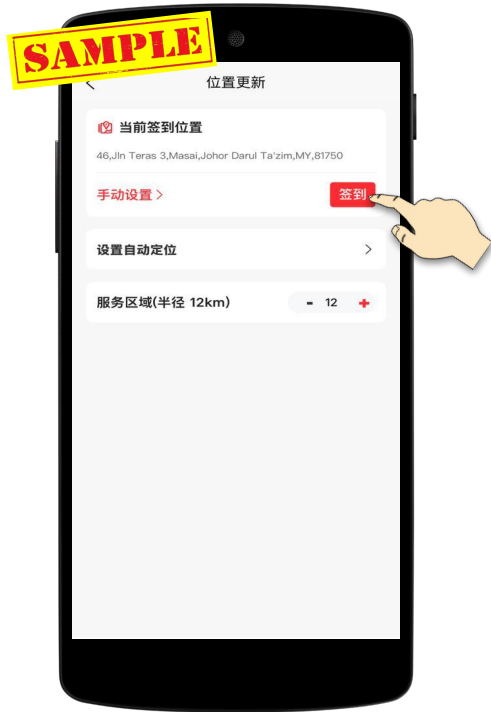 SAMPLE
位置更新
当前签到位置
46,Jln Teras 3,Masai,Johor Darul Ta'zim,MY,81750
手动设置 >
签到
设置自动定位 >
服务区域(半径 12km) - 12 +